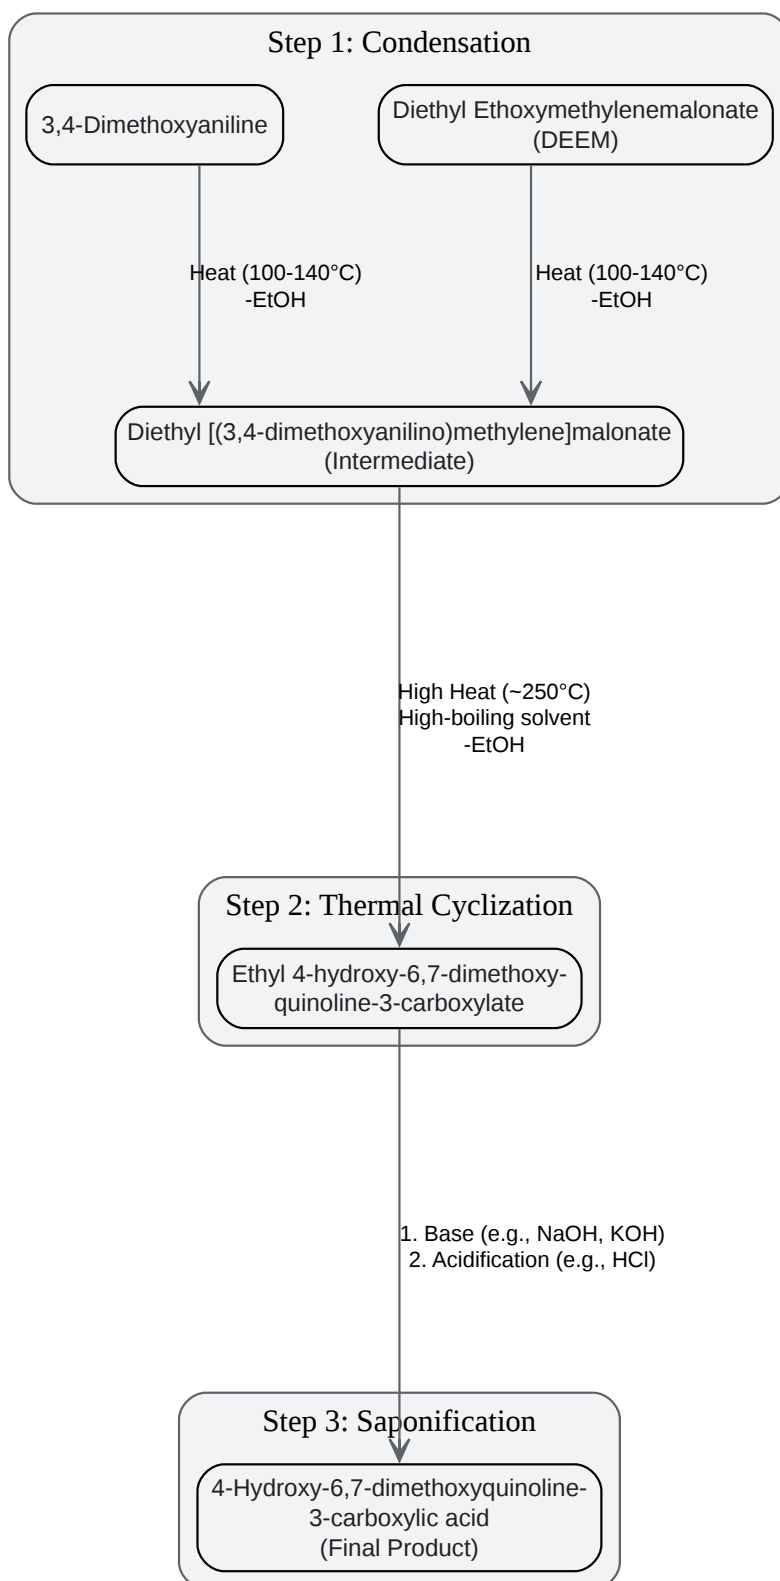 Step 1: Condensation
3,4-Dimethoxyaniline
Diethyl Ethoxymethylenemalonate
(DEEM)
Heat (100-140°C)
-EtOH
Heat (100-140°C)
-EtOH
Diethyl [(3,4-dimethoxyanilino)methylene]malonate
(Intermediate)
High Heat (~250°C)
High-boiling solvent
-EtOH
Step 2: Thermal Cyclization
Ethyl 4-hydroxy-6,7-dimethoxy-
quinoline-3-carboxylate
1. Base (e.g., NaOH, KOH)
2. Acidification (e.g., HCl)
Step 3: Saponification
4-Hydroxy-6,7-dimethoxyquinoline-
3-carboxylic acid
(Final Product)